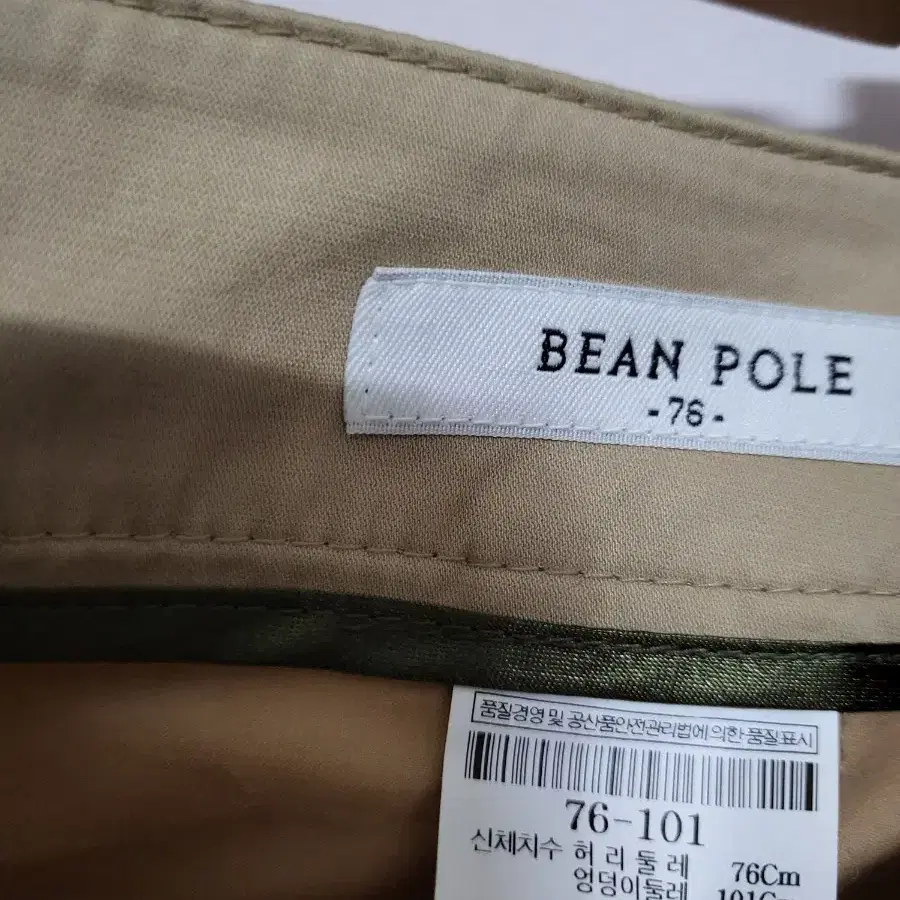 BEAN POLE
-76-
품질경영 및 공산품안전관리법에 의한 품질표시
76-101
신체치수 허 리 둘 레 76Cm
엉덩이둘레 101Cm